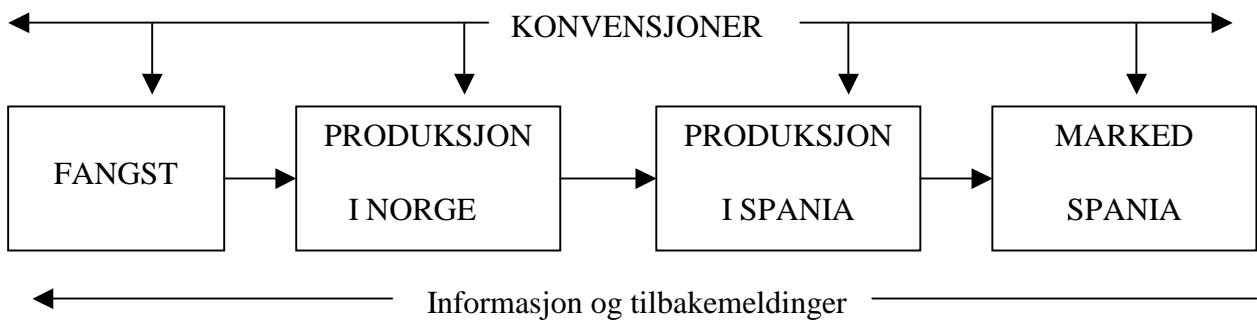 KONVENSJONER
FANGST
PRODUKSJON
I NORGE
PRODUKSJON
I SPANIA
MARKED
SPANIA
Informasjon og tilbakemeldinger